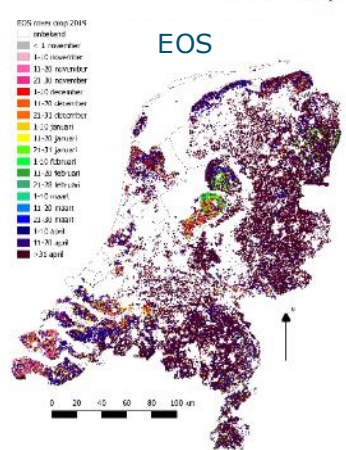 EOS cover crop 2019
EOS
onbekend
< 1 november
1-10 november
11-20 november
21-30 november
1-10 december
11-20 december
21-31 december
1-10 januari
11-20 januari
21-31 januari
1-10 februari
11-20 februari
21-28 februari
1-10 maart
11-20 maart
21-30 maart
1-10 april
11-20 april
>31 april
0 20 40 60 80 100 km